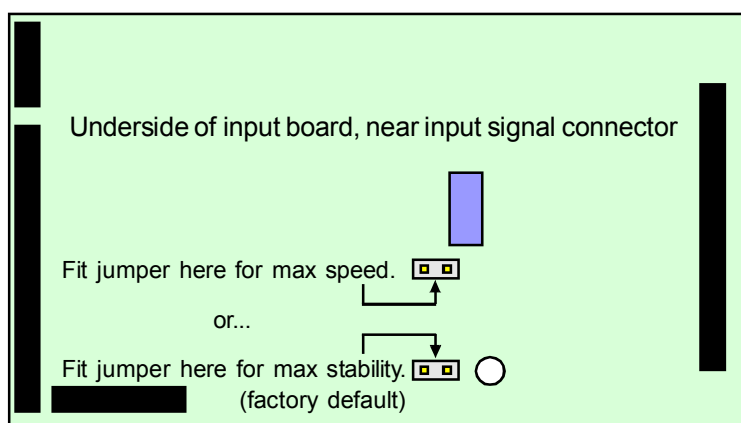 Underside of input board, near input signal connector
Fit jumper here for max speed.
or...
Fit jumper here for max stability.
(factory default)